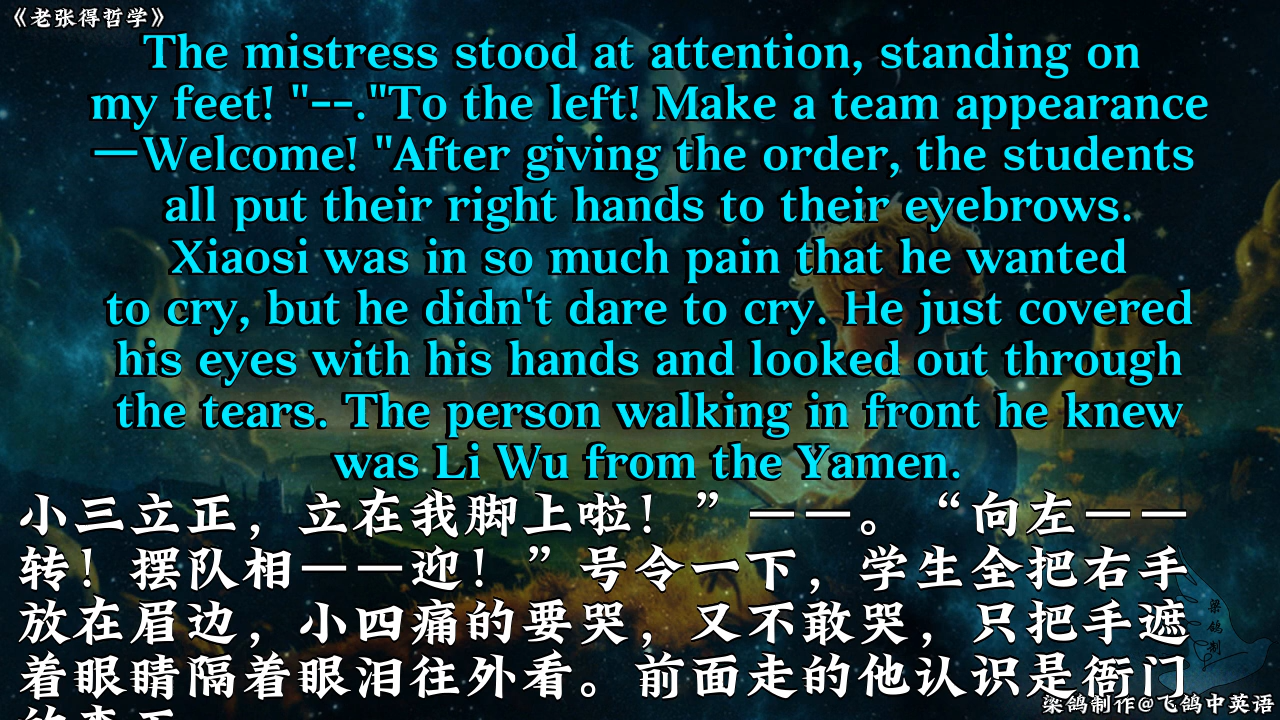 《老张得哲学》
The mistress stood at attention, standing on
my feet! "--."To the left! Make a team appearance
—Welcome! "After giving the order, the students
all put their right hands to their eyebrows.
Xiaosi was in so much pain that he wanted
to cry, but he didn't dare to cry. He just covered
his eyes with his hands and looked out through
the tears. The person walking in front he knew
was Li Wu from the Yamen.
小三立正，立在我脚上啦！”——。“向左——
转！摆队相——迎！”号令一下，学生全把右手
放在眉边，小四痛的要哭，又不敢哭，只把手遮
着眼睛隔着眼泪往外看。前面走的他认识是衙门
的李五
梁鸽制
梁鸽制作@飞鸽中英语